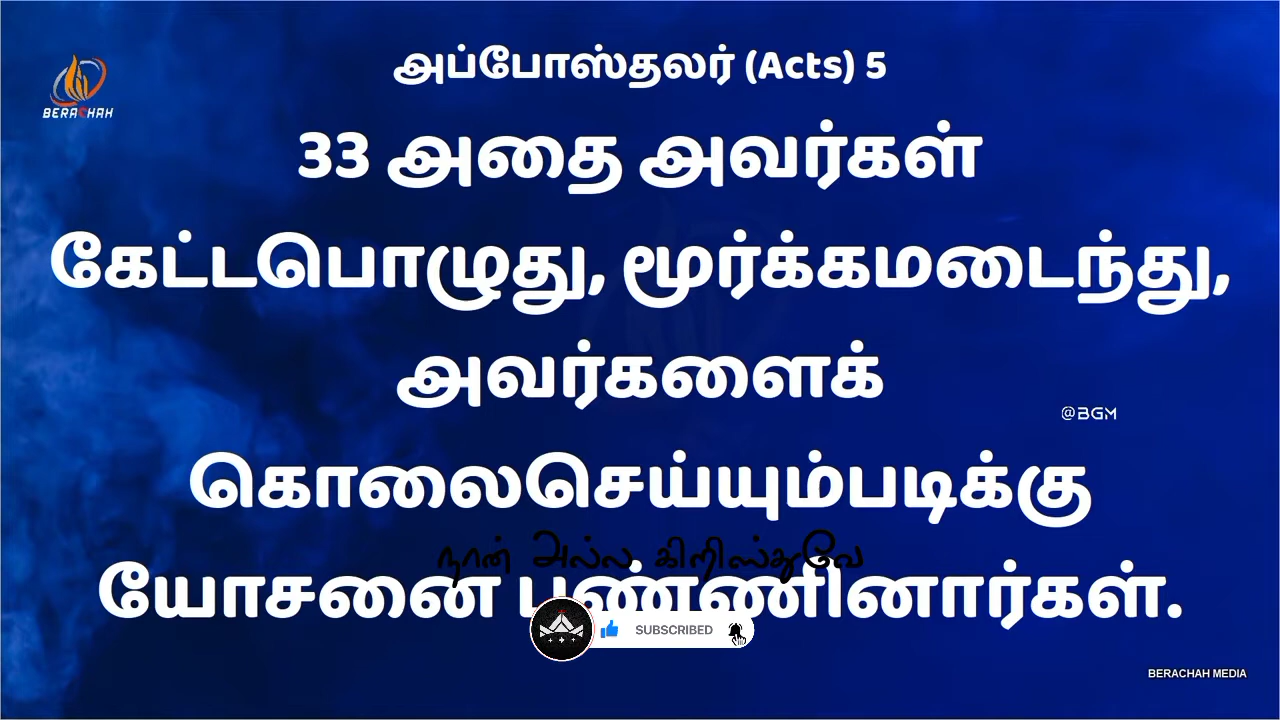 அப்போஸ்தலர் (Acts) 5
BERACHAH
33 அதை அவர்கள்
கேட்டபொழுது, மூர்க்கமடைந்து,
அவர்களைக்
@BGM
கொலைசெய்யும்படிக்கு
நான் அல்ல கிறிஸ்துவே
யோசனை பண்ணினார்கள்.
SUBSCRIBED
BERACHAH MEDIA